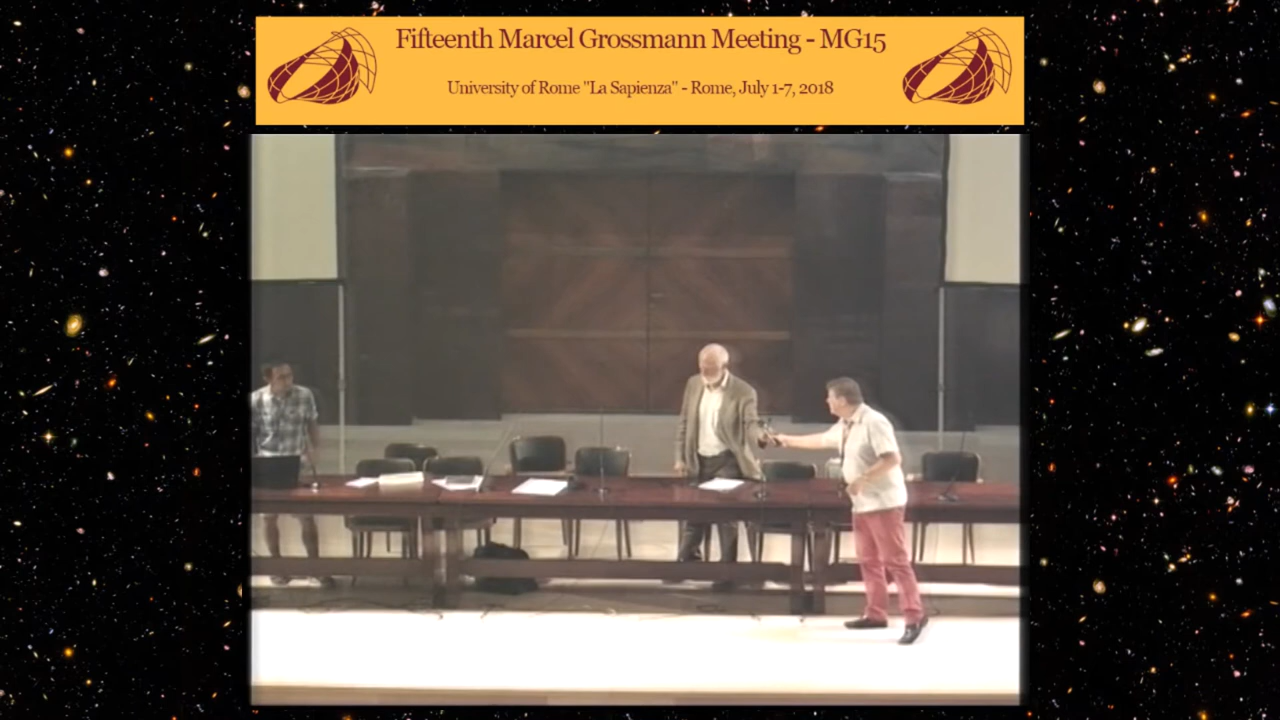 Fifteenth Marcel Grossmann Meeting - MG15
University of Rome "La Sapienza" - Rome, July 1-7, 2018